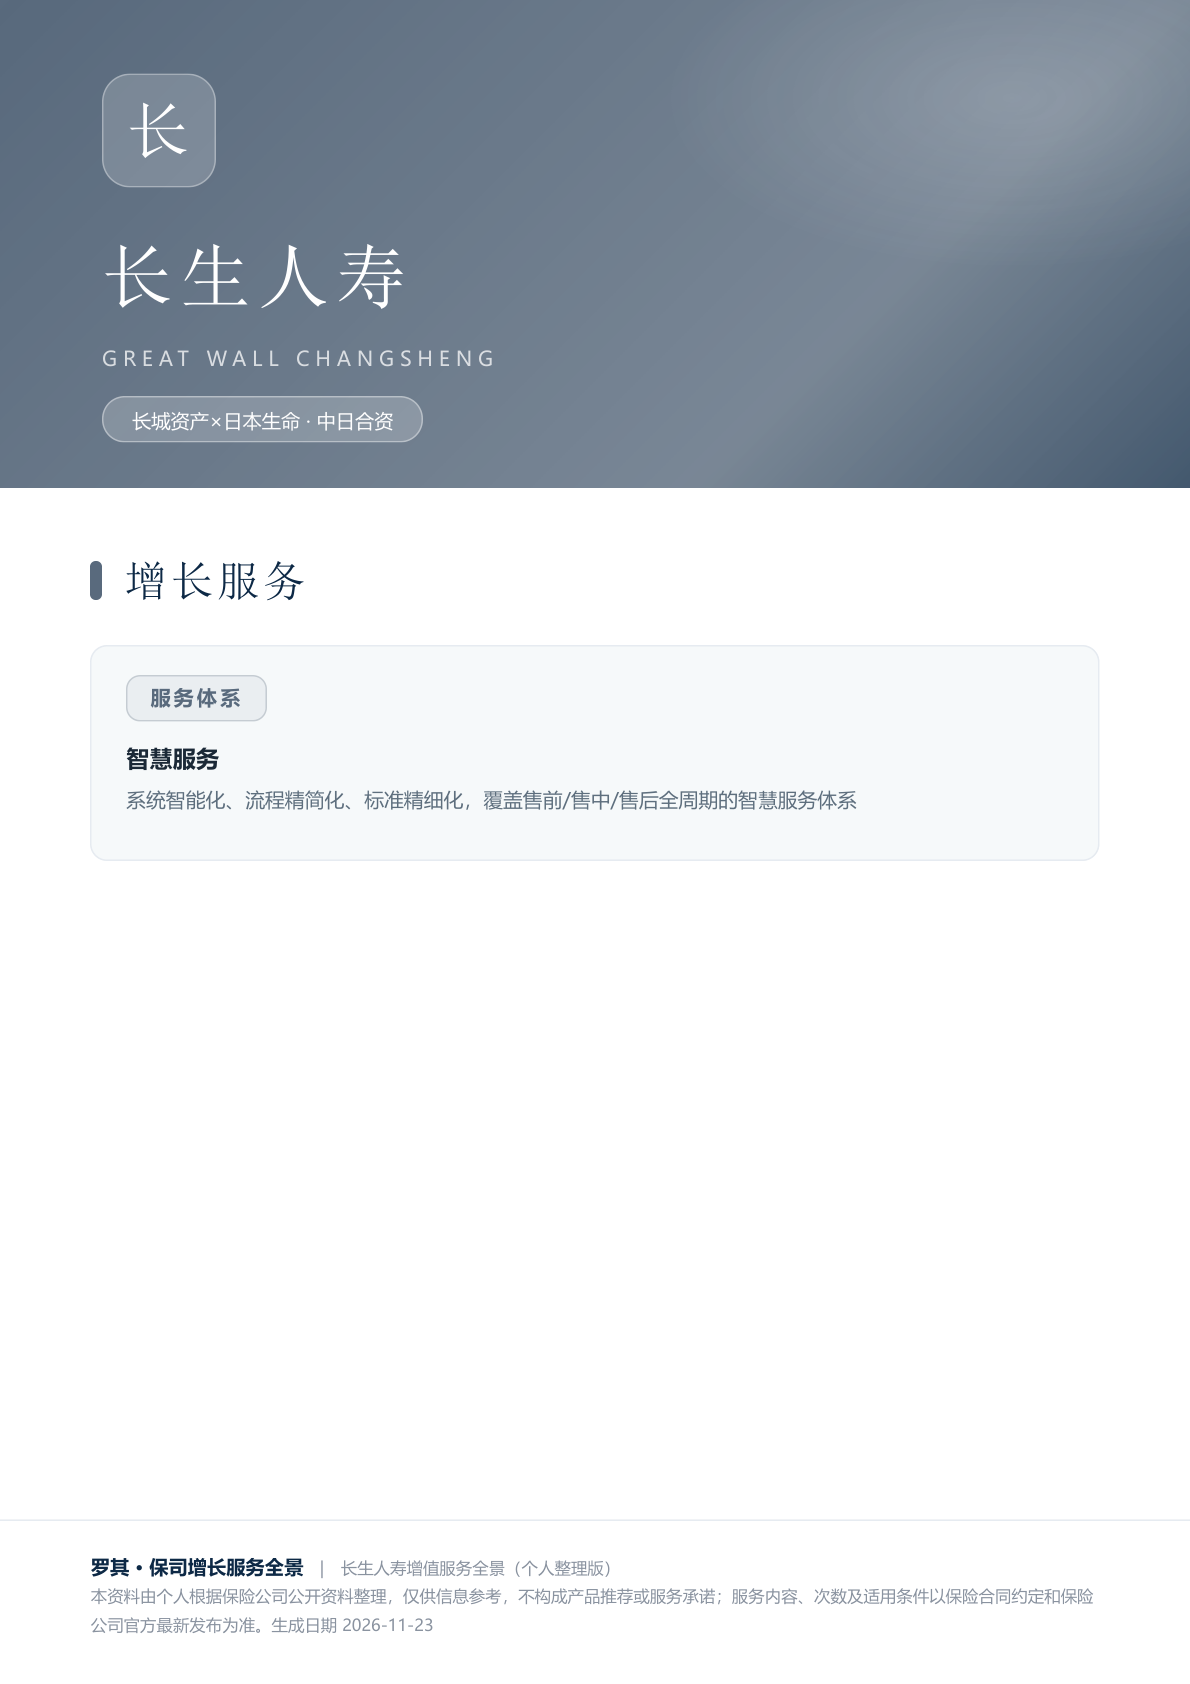 长
长生人寿
GREAT WALL CHANGSHENG
长城资产×日本生命 · 中日合资
增长服务
服务体系
智慧服务
系统智能化、流程精简化、标准精细化，覆盖售前/售中/售后全周期的智慧服务体系
罗其·保司增长服务全景 | 长生人寿增值服务全景（个人整理版）
本资料由个人根据保险公司公开资料整理，仅供信息参考，不构成产品推荐或服务承诺；服务内容、次数及适用条件以保险合同约定和保险
公司官方最新发布为准。生成日期 2026-11-23